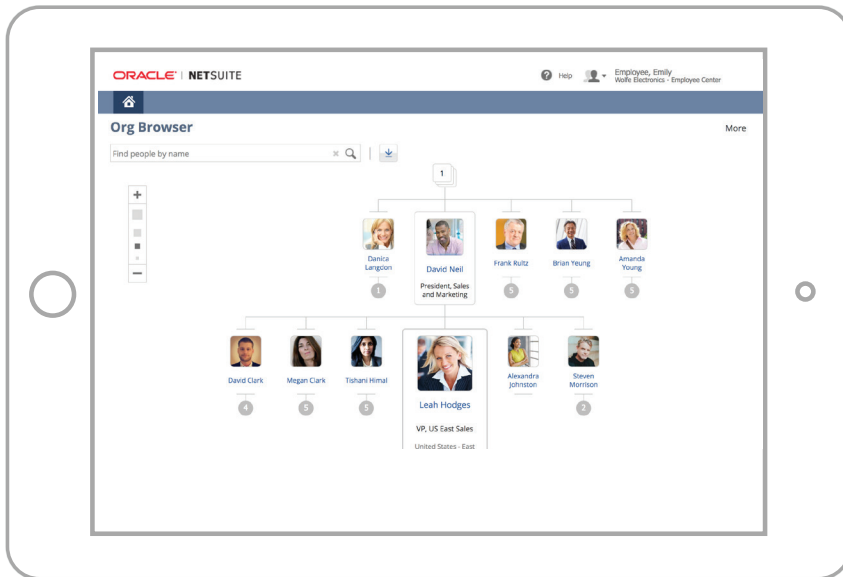 ORACLE | NETSUITE
? Help
Employee, Emily
Wolfe Electronics - Employee Center
Org Browser
More
Find people by name
1
Danica
Langdon
David Neil
Frank Rultz
Brian Yeung
Amanda
Young
President, Sales
and Marketing
1
5
5
5
David Clark
Megan Clark
Tishani Himal
Leah Hodges
Alexandra
Johnston
Steven
Morrison
4
5
5
2
VP, US East Sales
United States - East